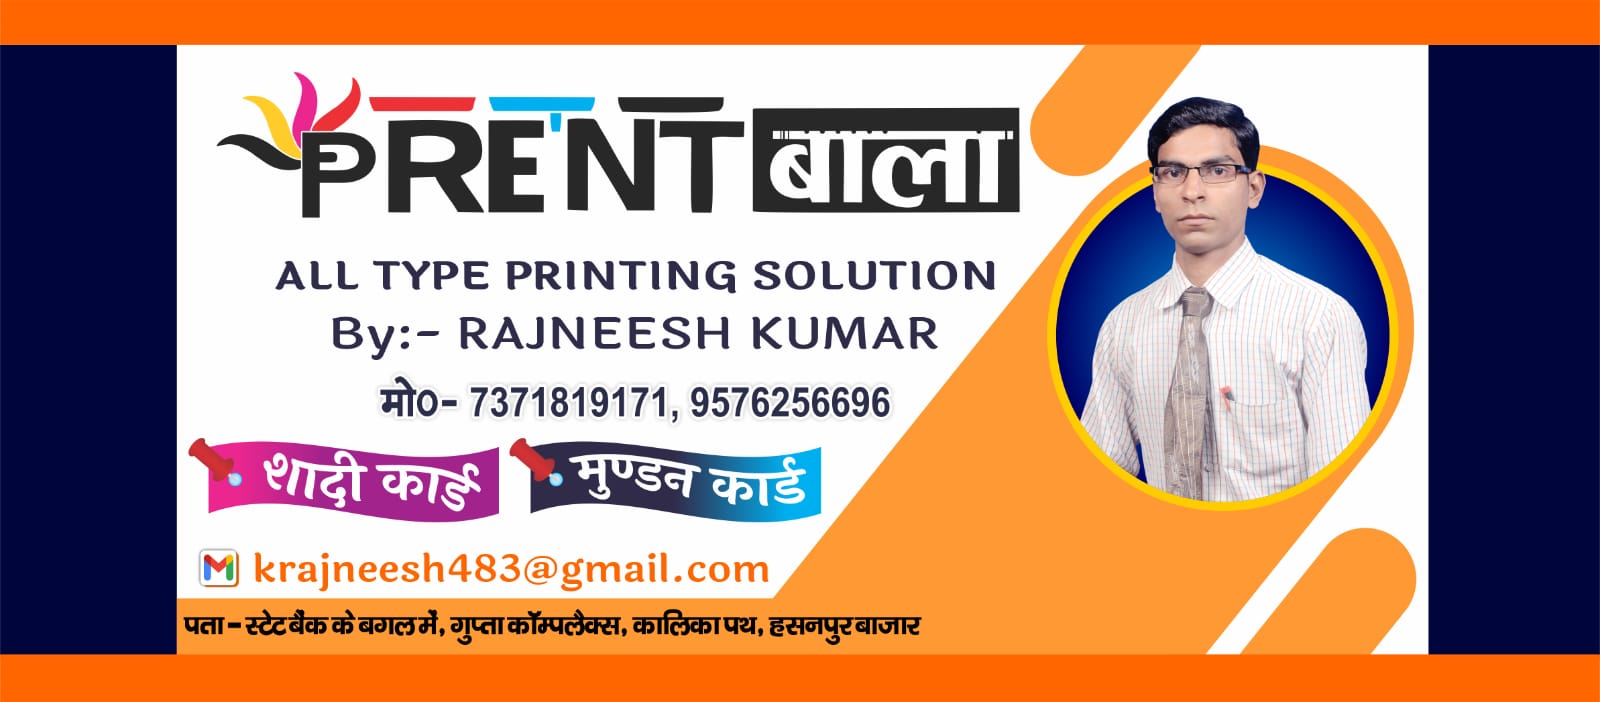 PRENT बाला
ALL TYPE PRINTING SOLUTION
By:- RAJNEESH KUMAR
मो०- 7371819171, 9576256696
शादी कार्ड मुण्डन कार्ड
krajneesh483@gmail.com
पता - स्टेट बैंक के बगल में, गुप्ता कॉम्पलैक्स, कालिका पथ, हसनपुर बाजार